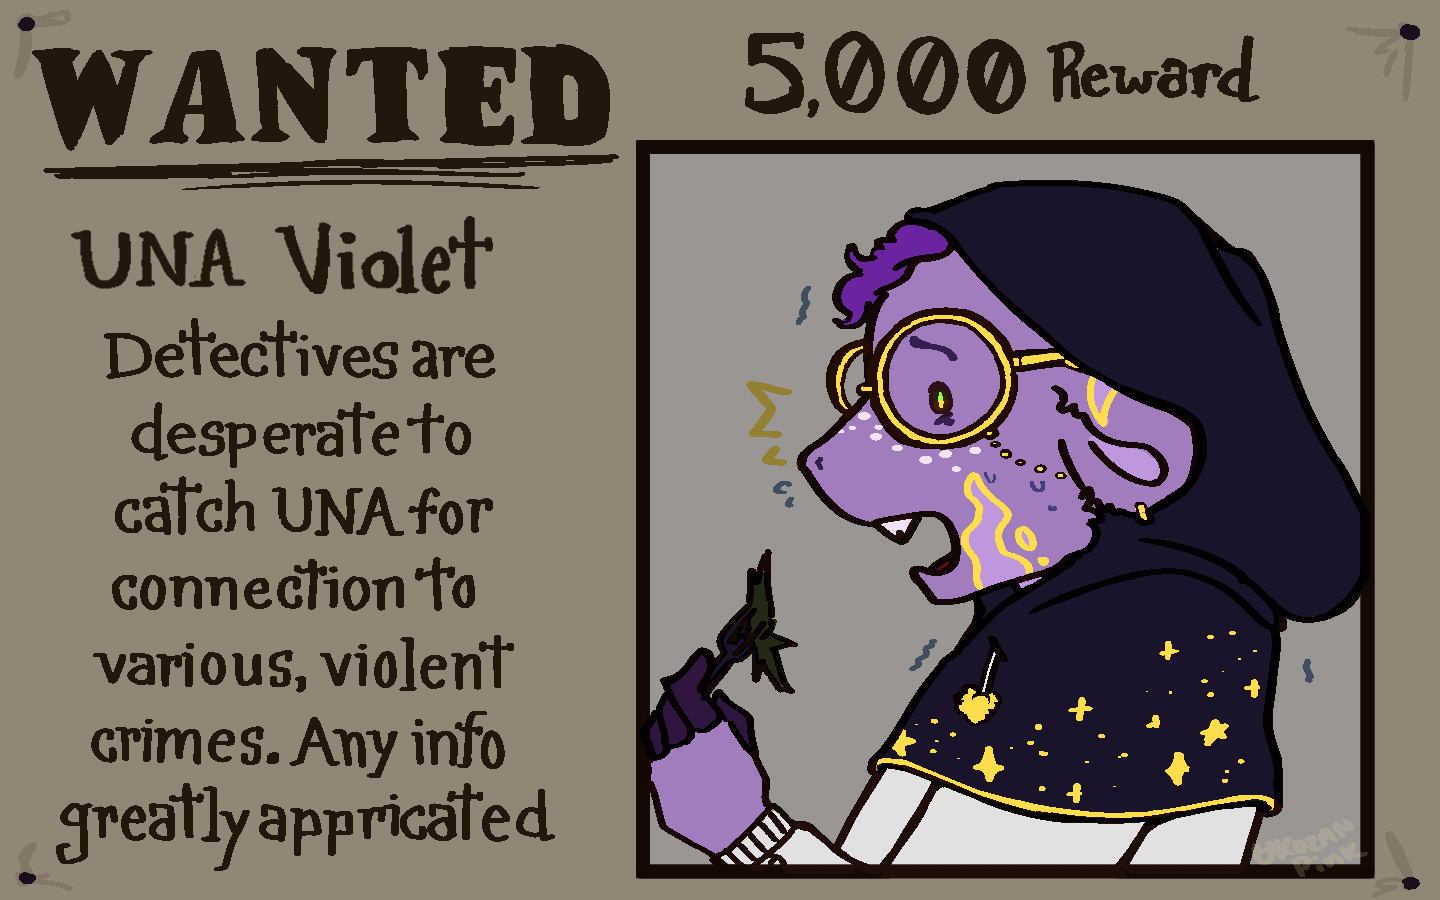 WANTED
5,000 Reward
UNA Violet
Detectives are
desperate to
catch UNA for
connection to
various, violent
crimes. Any info
greatly appricated
Pink